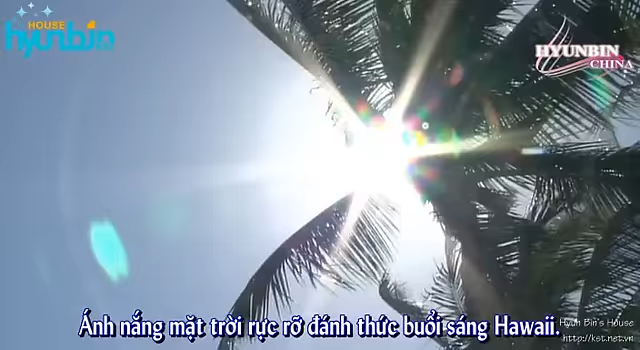 HOUSE
hyunbin
HYUNBIN
CHINA
Ánh nắng mặt trời rực rỡ đánh thức buổi sáng Hawaii.
Hyun Bin's House
http://kst.net.vn